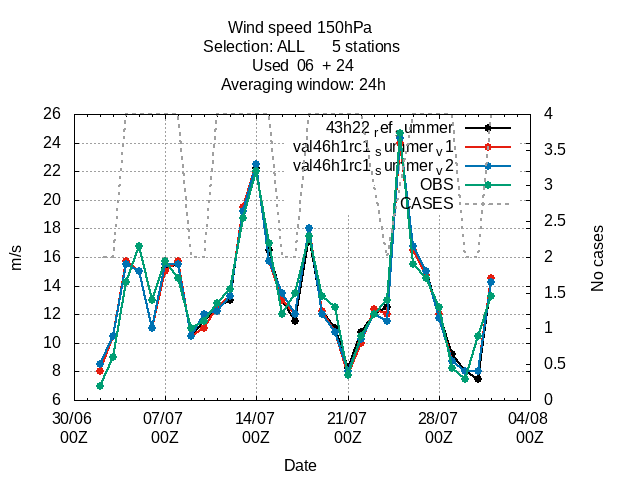 Wind speed 150hPa
Selection: ALL 5 stations
Used 06 + 24
Averaging window: 24h
43h22_ref_summer
val46h1rc1_summer_v1
val46h1rc1_summer_v2
OBS
CASES
26
24
22
20
18
16
14
12
10
8
6
m/s
4
3.5
3
2.5
2
1.5
1
0.5
0
No cases
30/06 07/07 14/07 21/07 28/07 04/08
00Z 00Z 00Z 00Z 00Z 00Z
Date